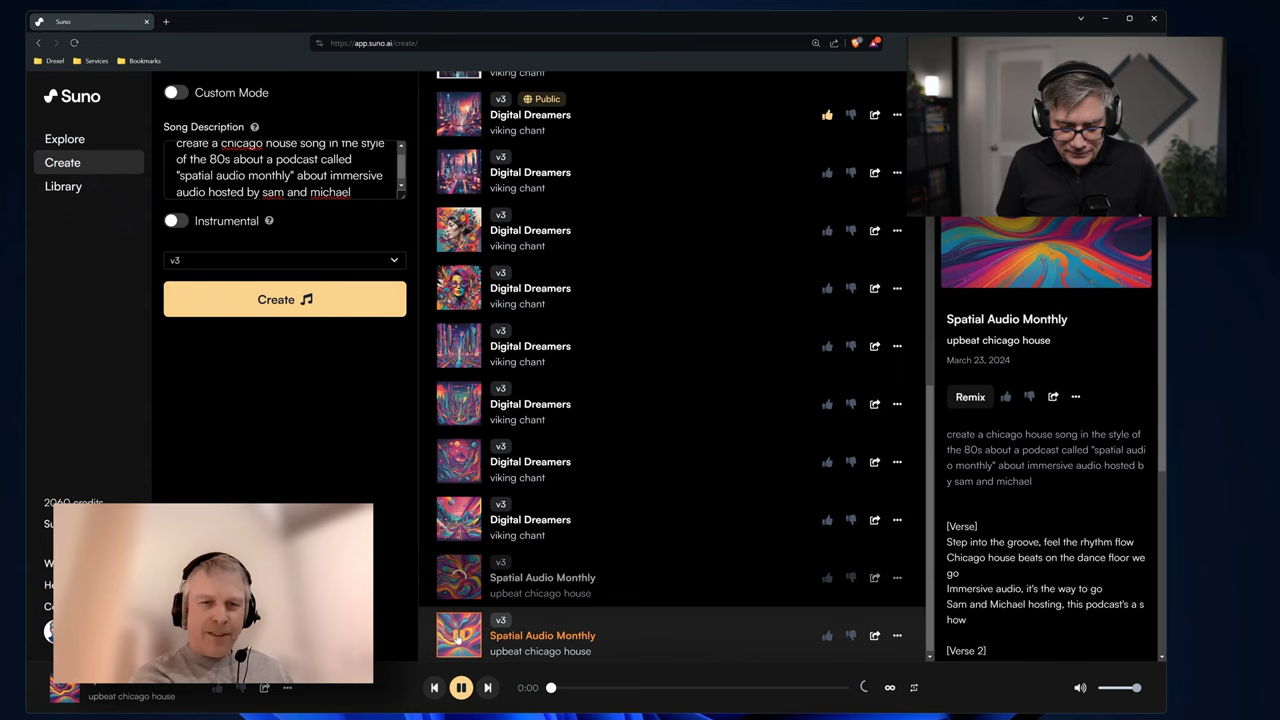 Suno
https://app.suno.ai/create/
Drexel
Services
Bookmarks
Suno
Explore
Create
Library
2060 credits
Custom Mode
Song Description
create a chicago house song in the style
of the 80s about a podcast called
"spatial audio monthly" about immersive
audio hosted by sam and michael
Instrumental
v3
Create
viking chant
v3
Public
Digital Dreamers
viking chant
v3
Digital Dreamers
viking chant
v3
Digital Dreamers
viking chant
v3
Digital Dreamers
viking chant
v3
Digital Dreamers
viking chant
v3
Digital Dreamers
viking chant
v3
Digital Dreamers
viking chant
v3
Digital Dreamers
viking chant
v3
Spatial Audio Monthly
upbeat chicago house
v3
Spatial Audio Monthly
upbeat chicago house
Spatial Audio Monthly
upbeat chicago house
March 23, 2024
Remix
create a chicago house song in the style of
the 80s about a podcast called "spatial audi
o monthly" about immersive audio hosted b
y sam and michael
[Verse]
Step into the groove, feel the rhythm flow
Chicago house beats on the dance floor we
go
Immersive audio, it's the way to go
Sam and Michael hosting, this podcast's a s
how
[Verse 2]
upbeat chicago house
0:00